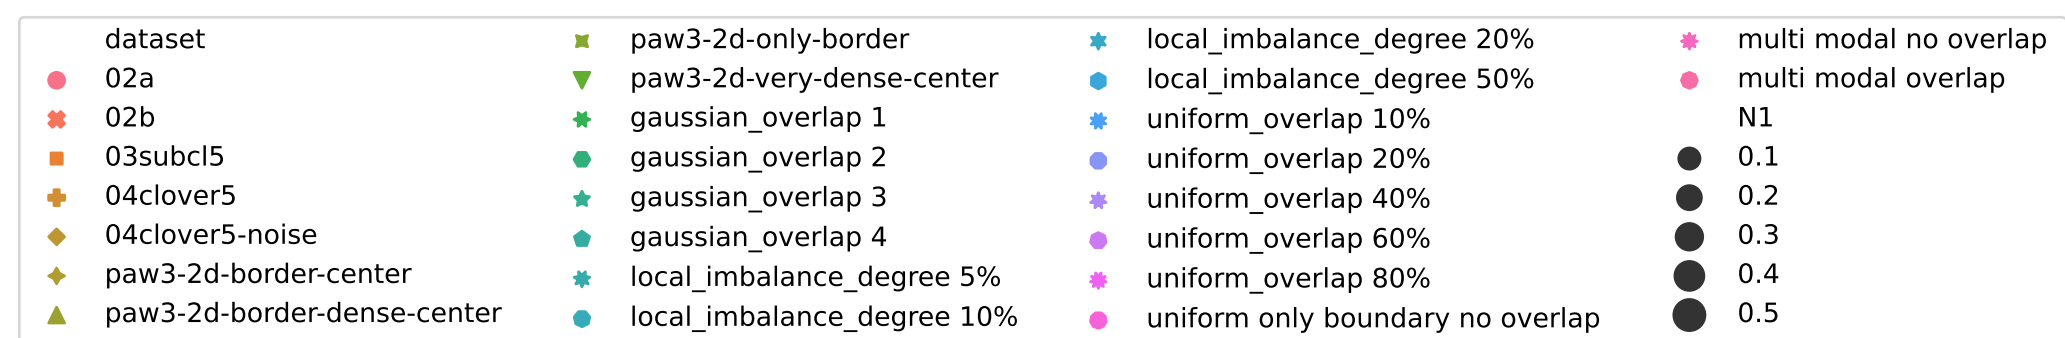 dataset
02a
02b
03subcl5
04clover5
04clover5-noise
paw3-2d-border-center
paw3-2d-border-dense-center
paw3-2d-only-border
paw3-2d-very-dense-center
gaussian_overlap 1
gaussian_overlap 2
gaussian_overlap 3
gaussian_overlap 4
local_imbalance_degree 5%
local_imbalance_degree 10%
local_imbalance_degree 20%
local_imbalance_degree 50%
uniform_overlap 10%
uniform_overlap 20%
uniform_overlap 40%
uniform_overlap 60%
uniform_overlap 80%
uniform only boundary no overlap
multi modal no overlap
multi modal overlap
N1
0.1
0.2
0.3
0.4
0.5